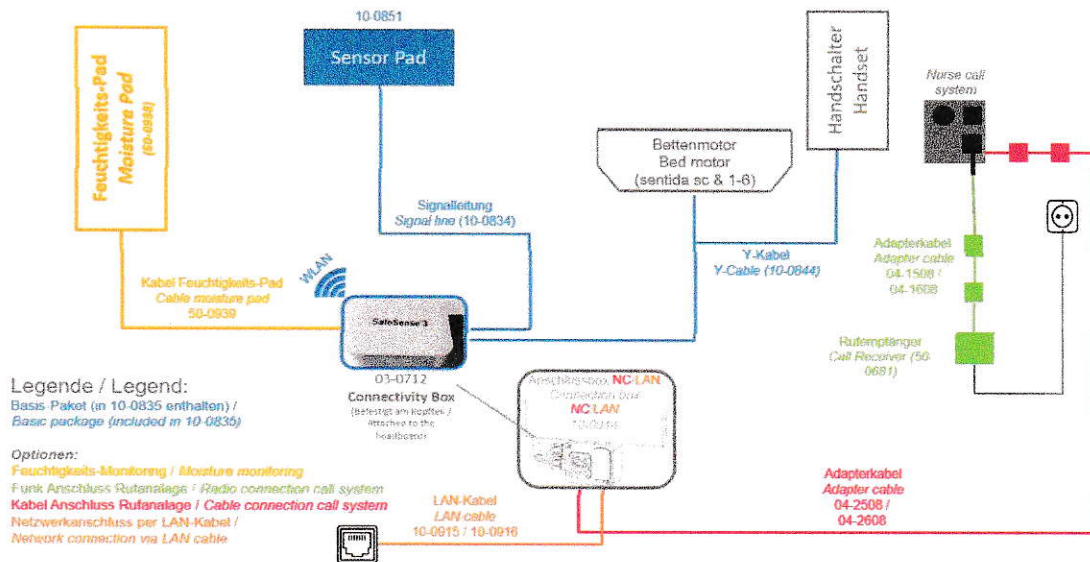 10-0851
Sensor Pad
Feuchtigkeits-Pad
Moisture Pad
(50-0938)
Handschalter
Handset
Nurse call
system
Bettenmotor
Bed motor
(sentida sc & 1-6)
Signalleitung
Signal line (10-0834)
Y-Kabel
Y-Cable (10-0844)
Adapterkabel
Adapter cable
04-1508 /
04-1608
WLAN
Kabel Feuchtigkeits-Pad
Cable moisture pad
50-0939
SafeSense 3
Rufempfänger
Call Receiver (50-
0681)
03-0712
Connectivity Box
(Befestigt am Kopfteil /
Attached to the
headboard)
Anschlussbox NC-LAN
Connection box
NC-LAN
Legende / Legend:
Basis-Paket (in 10-0835 enthalten) /
Basic package (included in 10-0835)
Optionen:
Feuchtigkeits-Monitoring / Moisture monitoring
Funk Anschluss Rufanalage / Radio connection call system
Kabel Anschluss Rufanalage / Cable connection call system
Netzwerkanschluss per LAN-Kabel /
Network connection via LAN cable
LAN-Kabel
LAN cable
10-0915 / 10-0916
Adapterkabel
Adapter cable
04-2508 /
04-2608